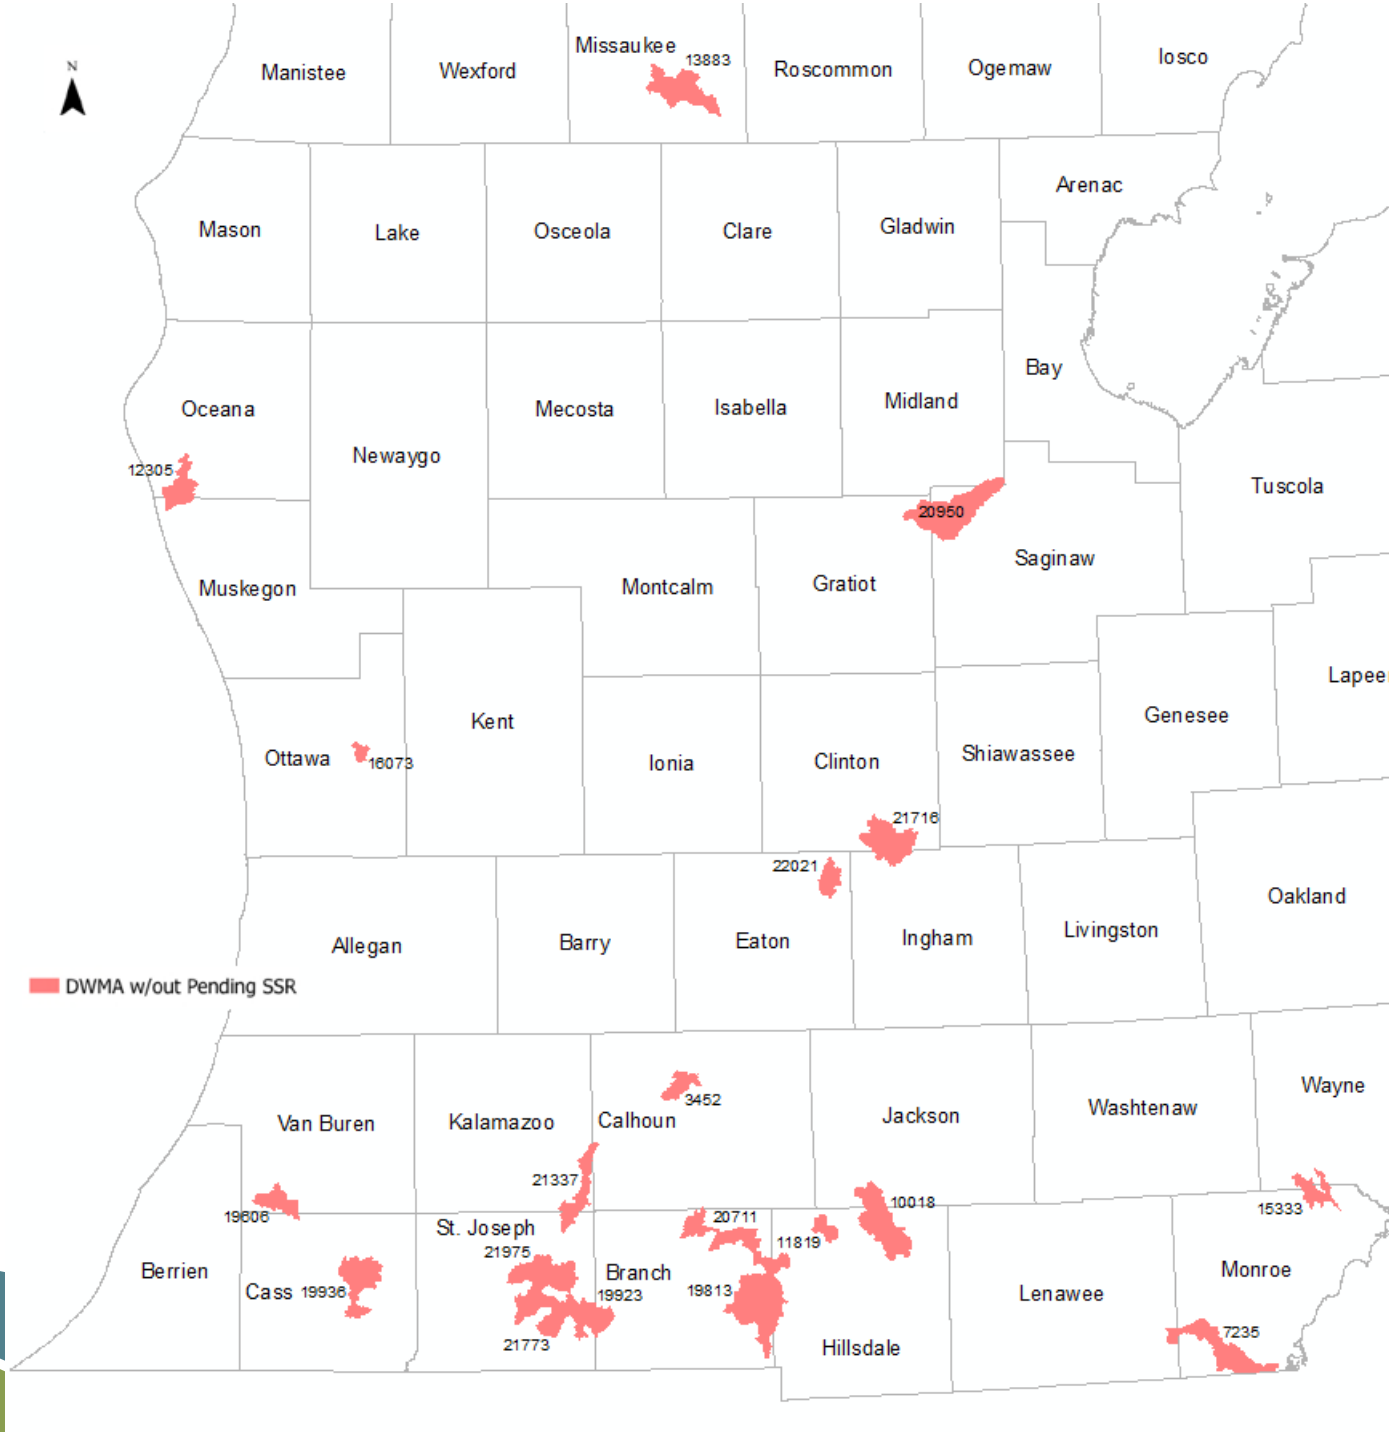 N
Manistee
Wexford
Missaukee
13883
Roscommon
Ogemaw
Iosco
Arenac
Mason
Lake
Osceola
Clare
Gladwin
Bay
Oceana
Mecosta
Isabella
Midland
Newaygo
12305
20950
Tuscola
Saginaw
Muskegon
Montcalm
Gratiot
Lapeer
Kent
Genesee
Ottawa
16073
Ionia
Clinton
Shiawassee
21716
22021
Oakland
Allegan
Barry
Eaton
Ingham
Livingston
DWMA w/out Pending SSR
Wayne
3452
Van Buren
Kalamazoo
Calhoun
Jackson
Washtenaw
21337
10018
19606
15333
St. Joseph
20711
21975
11819
Berrien
Cass
19936
Branch
19923
19813
Lenawee
Monroe
21773
Hillsdale
7235